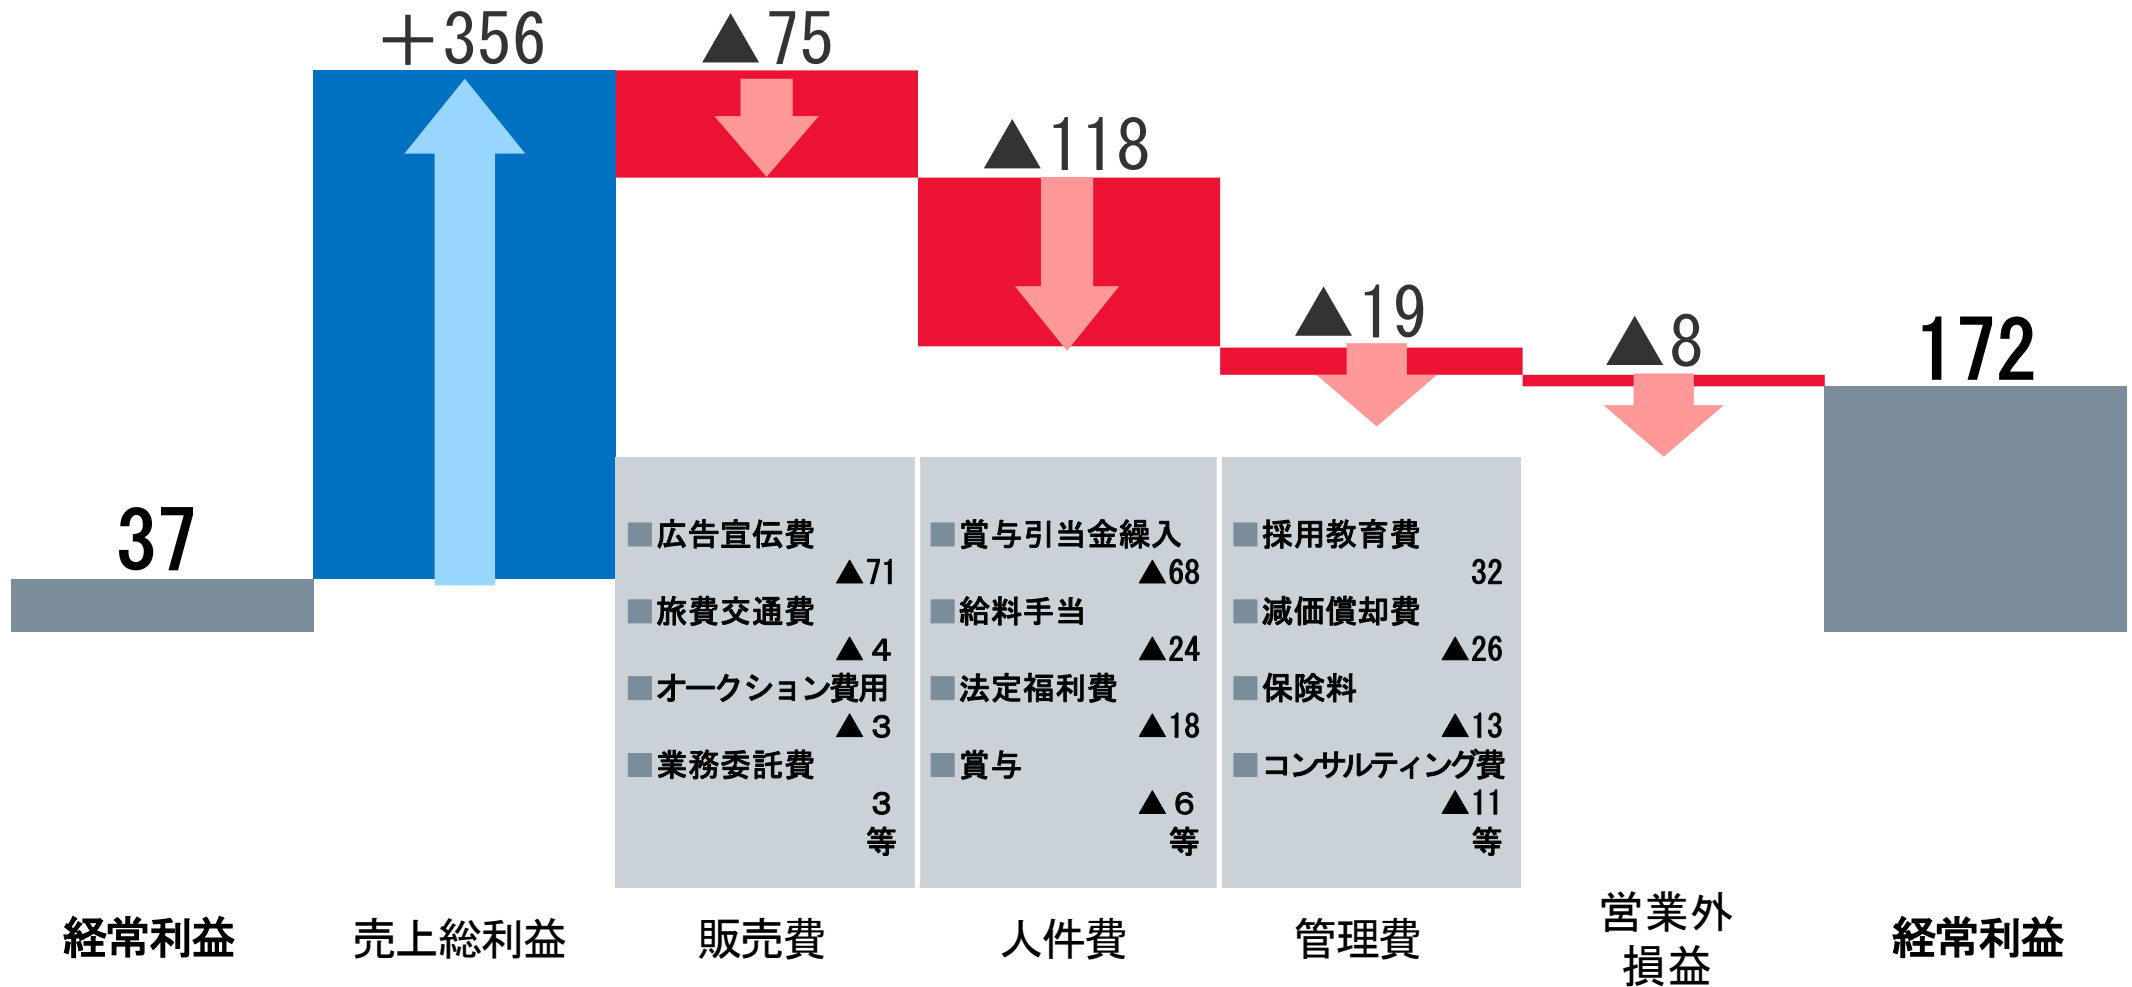 ＋356
▲75
▲118
▲19
▲8
172
37
■広告宣伝費
▲71
■旅費交通費
▲４
■オークション費用
▲３
■業務委託費
３
等
■賞与引当金繰入
▲68
■給料手当
▲24
■法定福利費
▲18
■賞与
▲６
等
■採用教育費
32
■減価償却費
▲26
■保険料
▲13
■コンサルティング費
▲11
等
経常利益
売上総利益
販売費
人件費
管理費
営業外
損益
経常利益